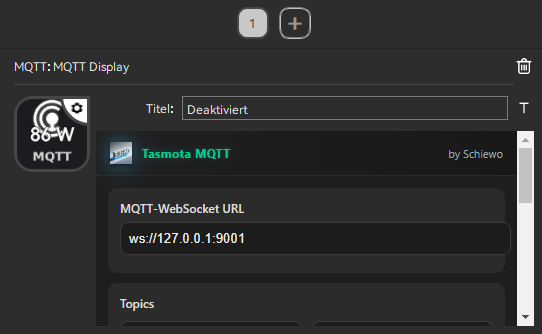 1 +
MQTT: MQTT Display
86-W
MQTT
Titel: Deaktiviert T
Tasmota MQTT by Schiewo
MQTT-WebSocket URL
ws://127.0.0.1:9001
Topics